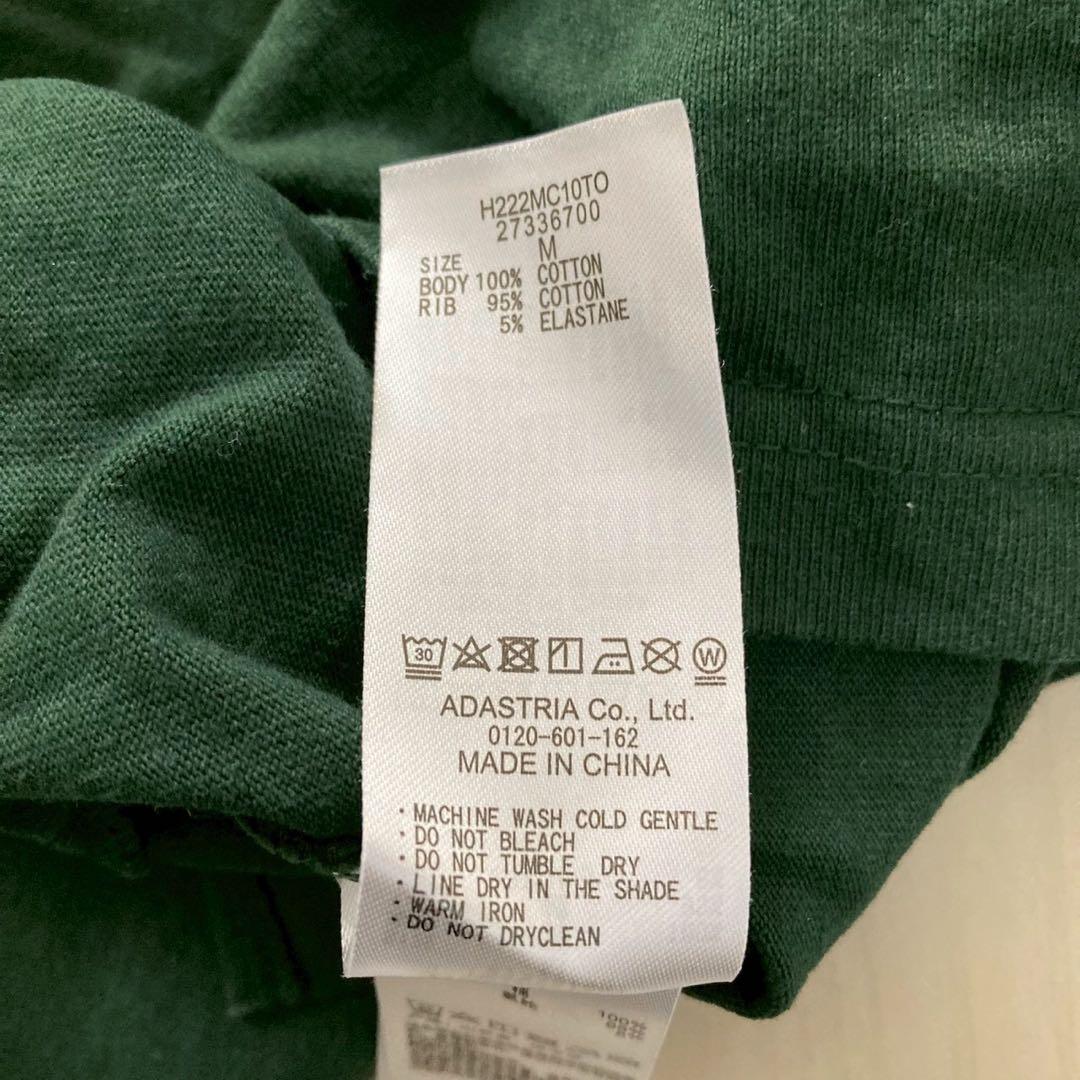 H222MC10TO
27336700
SIZE M
BODY 100% COTTON
RIB 95% COTTON
5% ELASTANE
30 W
ADASTRIA Co., Ltd.
0120-601-162
MADE IN CHINA
・MACHINE WASH COLD GENTLE
・DO NOT BLEACH
・DO NOT TUMBLE DRY
・LINE DRY IN THE SHADE
・WARM IRON
・DO NOT DRYCLEAN
100%